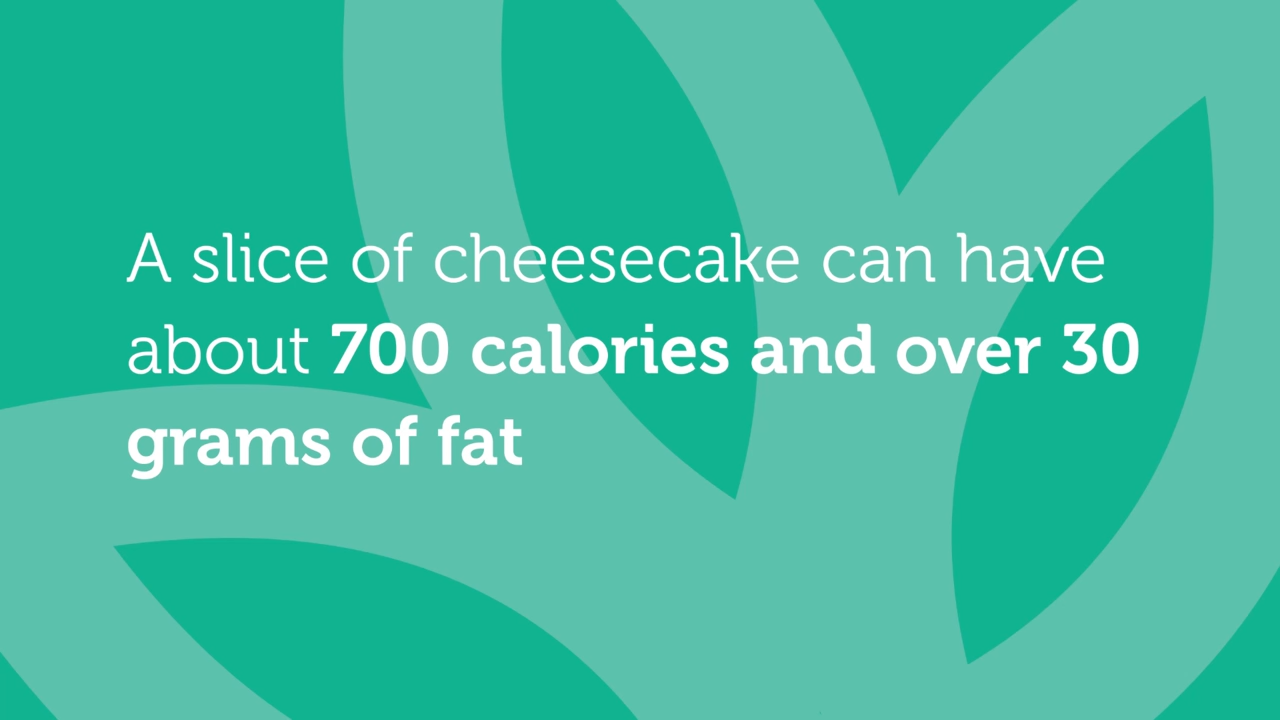 A slice of cheesecake can have
about 700 calories and over 30
grams of fat